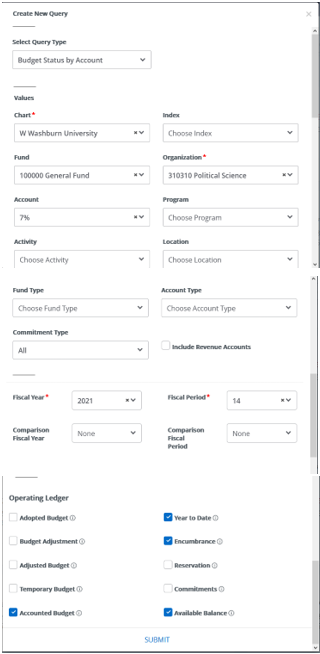 Create New Query
Select Query Type
Budget Status by Account
Values
Chart* Index
W Washburn University Choose Index
Fund Organization*
100000 General Fund 310310 Political Science
Account Program
7% Choose Program
Activity Location
Choose Activity Choose Location
Fund Type Account Type
Choose Fund Type Choose Account Type
Commitment Type
All Include Revenue Accounts
Fiscal Year* 2021 Fiscal Period* 14
Comparison Fiscal Year None Comparison Fiscal Period None
Operating Ledger
Adopted Budget Year to Date
Budget Adjustment Encumbrance
Adjusted Budget Reservation
Temporary Budget Commitments
Accounted Budget Available Balance
SUBMIT